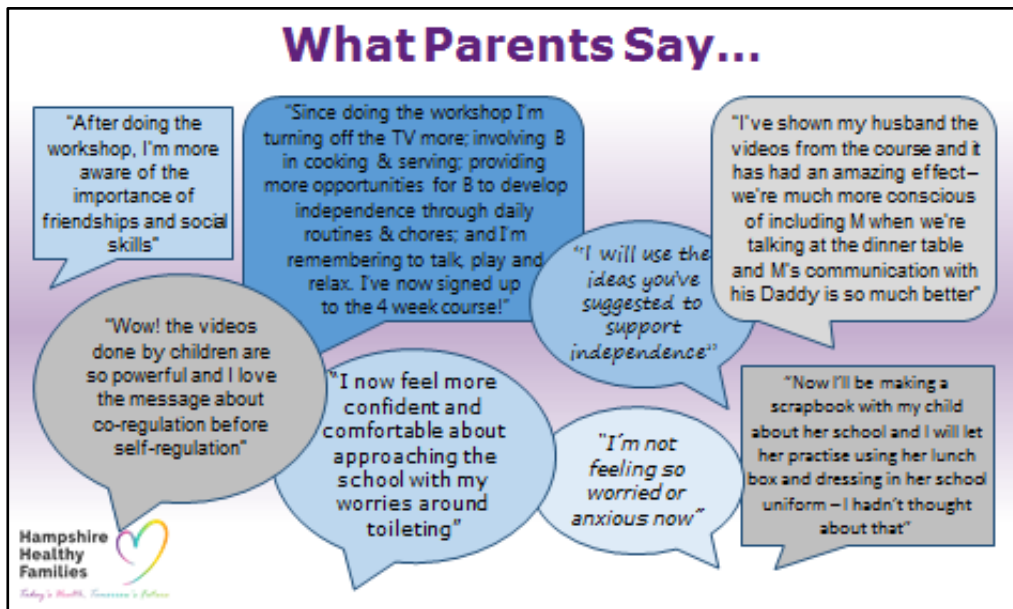 What Parents Say...
“After doing the
workshop, I'm more
aware of the
importance of
friendships and social
skills”
“Since doing the workshop I'm
turning off the TV more; involving B
in cooking & serving; providing
more opportunities for B to develop
independence through daily
routines & chores; and I'm
remembering to talk, play and
relax. I've now signed up
to the 4 week course!”
“I've shown my husband the
videos from the course and it
has had an amazing effect–
we're much more conscious
of including M when we're
talking at the dinner table
and M's communication with
his Daddy is so much better”
“I will use the
ideas you've
suggested to
support
independence”
“Wow! the videos
done by children are
so powerful and I love
the message about
co-regulation before
self-regulation”
“I now feel more
confident and
comfortable about
approaching the
school with my
worries around
toileting”
“I'm not
feeling so
worried or
anxious now”
“Now I'll be making a
scrapbook with my child
about her school and I will let
her practise using her lunch
box and dressing in her school
uniform – I hadn't thought
about that”
Hampshire
Healthy
Families
Today's Health, Tomorrow's Future